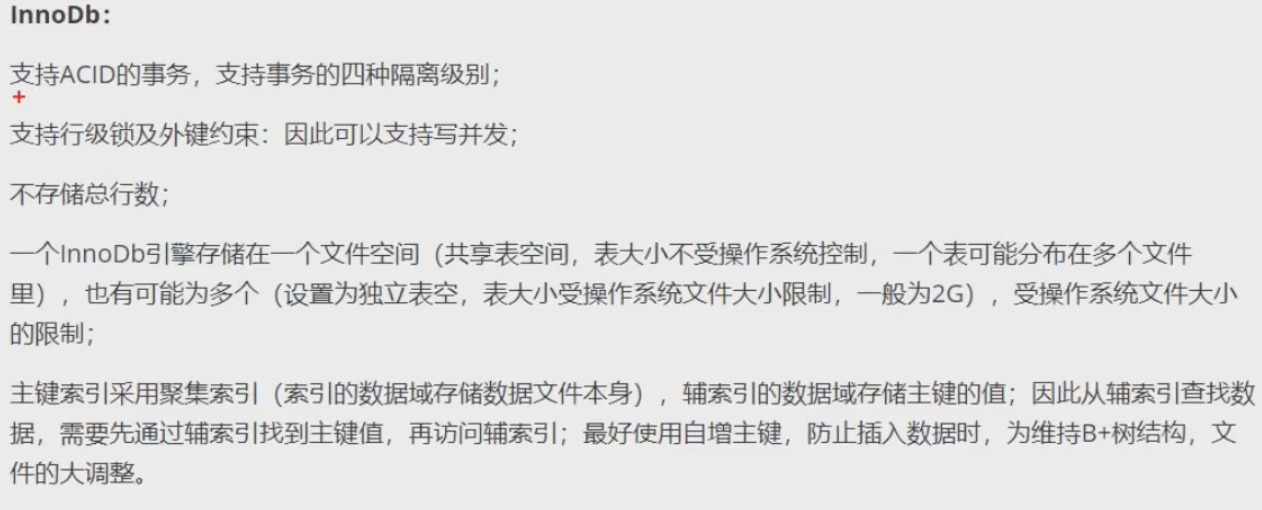 InnoDb：
支持ACID的事务，支持事务的四种隔离级别；
支持行级锁及外键约束：因此可以支持写并发；
不存储总行数；
一个InnoDb引擎存储在一个文件空间（共享表空间，表大小不受操作系统控制，一个表可能分布在多个文件
里），也有可能为多个（设置为独立表空，表大小受操作系统文件大小限制，一般为2G），受操作系统文件大小
的限制；
主键索引采用聚集索引（索引的数据域存储数据文件本身），辅索引的数据域存储主键的值；因此从辅索引查找数
据，需要先通过辅索引找到主键值，再访问辅索引；最好使用自增主键，防止插入数据时，为维持B+树结构，文
件的大调整。